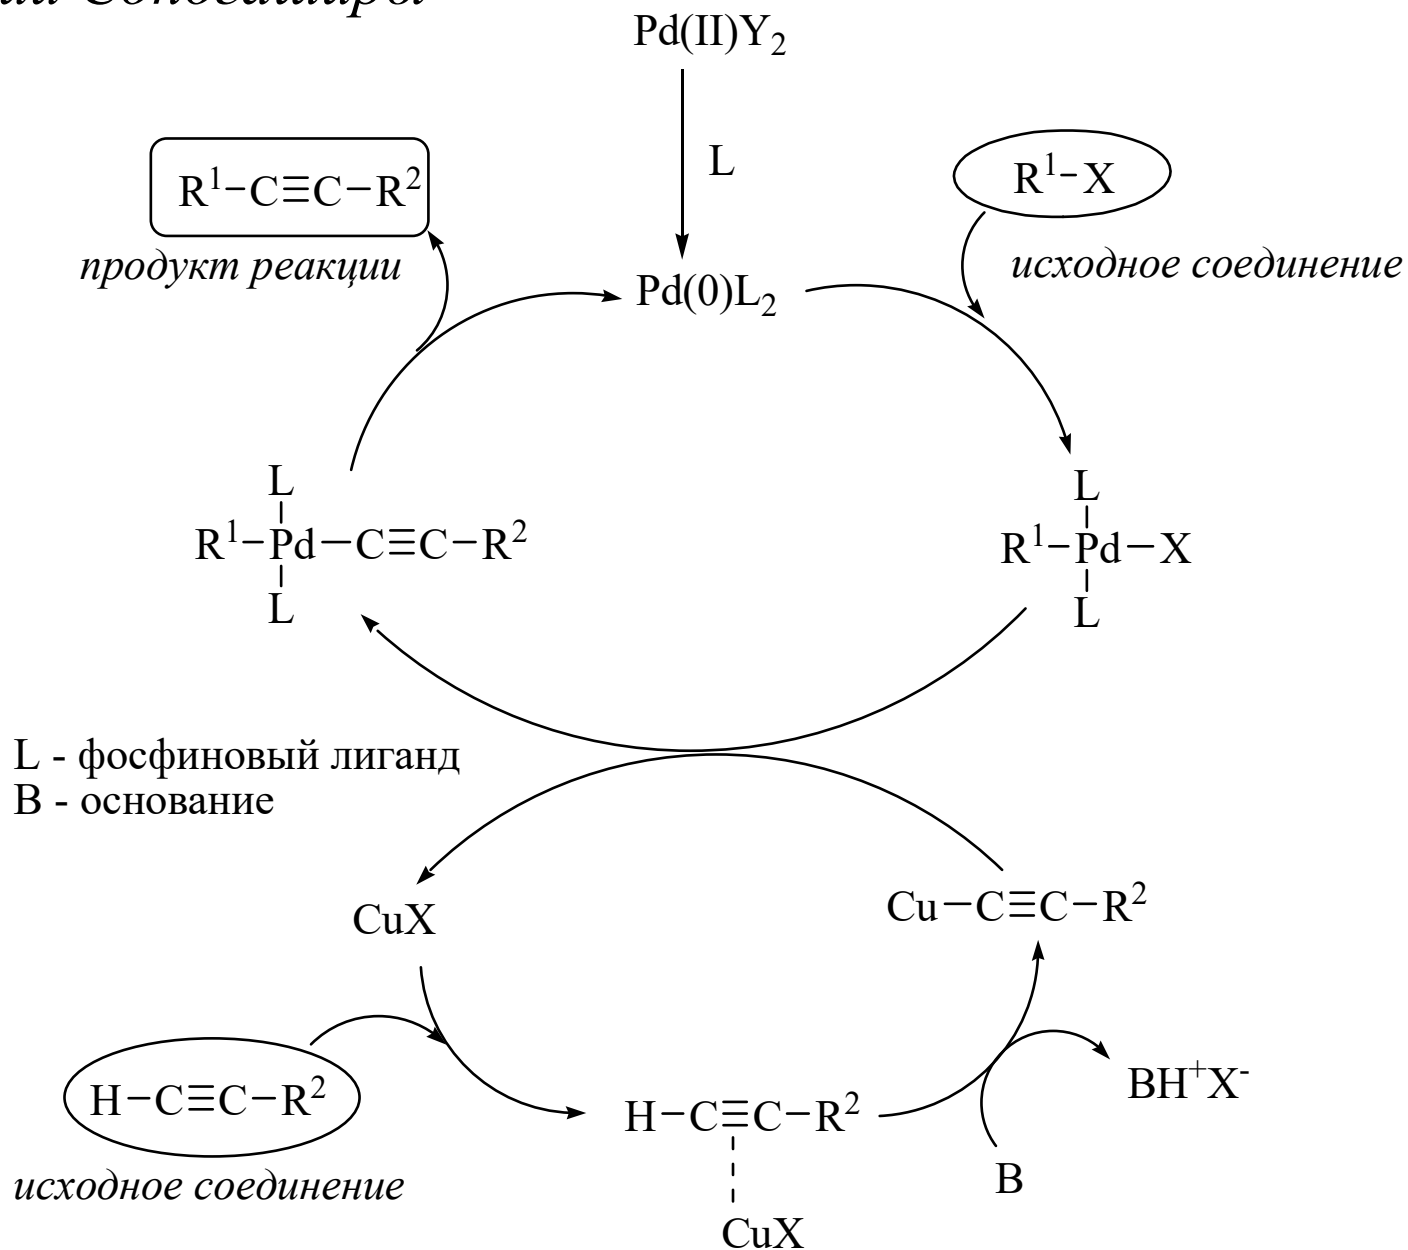 Соногаширы
Pd(II)Y₂
L
R¹–C≡C–R²
R¹–X
продукт реакции
исходное соединение
Pd(0)L₂
L
R¹–Pd–C≡C–R²
L
L
R¹–Pd–X
L
L - фосфиновый лиганд
B - основание
CuX
Cu–C≡C–R²
H–C≡C–R²
исходное соединение
H–C≡C–R²
CuX
BH⁺X⁻
B